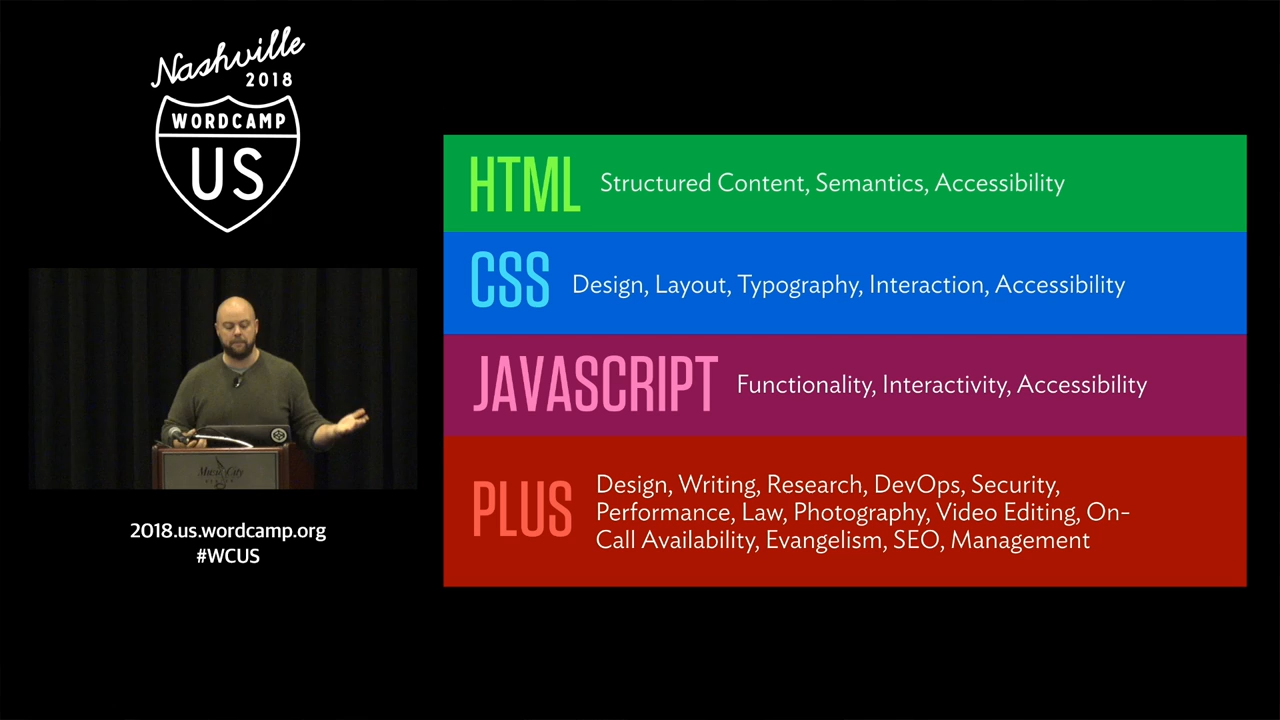 Nashville
2018
WORDCAMP
US
2018.us.wordcamp.org
#WCUS
HTML Structured Content, Semantics, Accessibility
CSS Design, Layout, Typography, Interaction, Accessibility
JAVASCRIPT Functionality, Interactivity, Accessibility
PLUS Design, Writing, Research, DevOps, Security,
Performance, Law, Photography, Video Editing, On-
Call Availability, Evangelism, SEO, Management